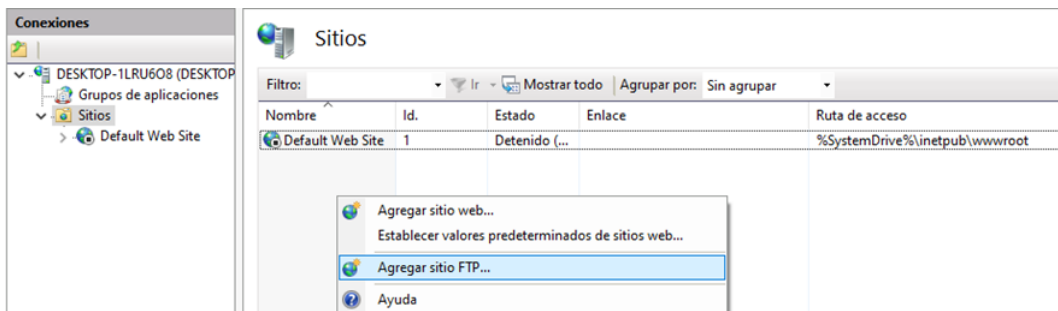 Conexiones
DESKTOP-1LRU6O8 (DESKTOP
Grupos de aplicaciones
Sitios
Default Web Site
Sitios
Filtro: Ir Mostrar todo Agrupar por: Sin agrupar
Nombre Id. Estado Enlace Ruta de acceso
Default Web Site 1 Detenido (... %SystemDrive%\inetpub\wwwroot
Agregar sitio web...
Establecer valores predeterminados de sitios web...
Agregar sitio FTP...
Ayuda